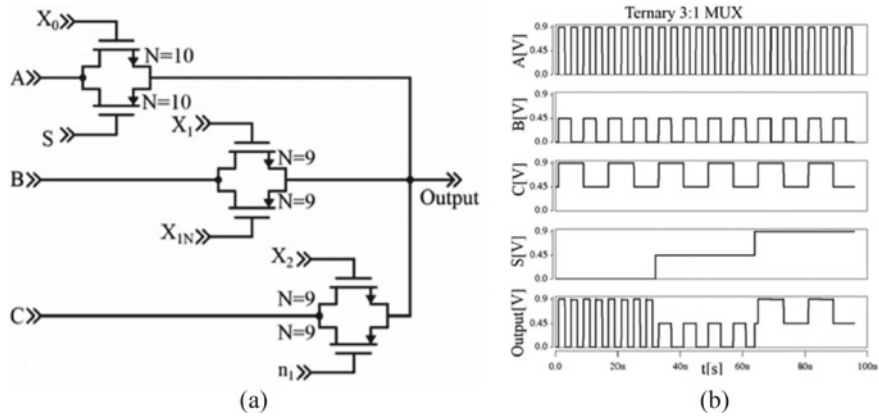 X₀
N=10
A
N=10
S
X₁
N=9
B
N=9
Output
X₁N
X₂
N=9
C
N=9
n₁
(a)
Ternary 3:1 MUX
A[V]
0.9
0.45
0.0
B[V]
0.9
0.45
0.0
C[V]
0.9
0.45
0.0
S[V]
0.9
0.45
0.0
Output[V]
0.9
0.45
0.0
0.0 20n 40n 60n 80n 100n
t[s]
(b)